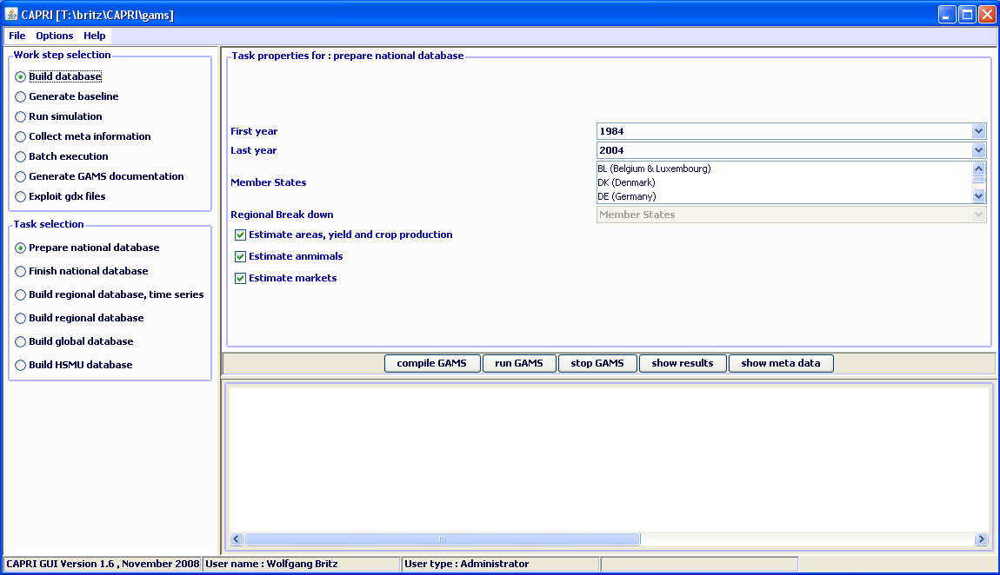 CAPRI [T:\britz\CAPRI\gams]
File Options Help
Work step selection
Build database
Generate baseline
Run simulation
Collect meta information
Batch execution
Generate GAMS documentation
Exploit gdx files
Task selection
Prepare national database
Finish national database
Build regional database, time series
Build regional database
Build global database
Build HSMU database
Task properties for : prepare national database
First year 1984
Last year 2004
Member States
BL (Belgium & Luxembourg)
DK (Denmark)
DE (Germany)
Regional Break down Member States
Estimate areas, yield and crop production
Estimate anmimals
Estimate markets
compile GAMS run GAMS stop GAMS show results show meta data
CAPRI GUI Version 1.6 , November 2008 User name : Wolfgang Britz User type : Administrator